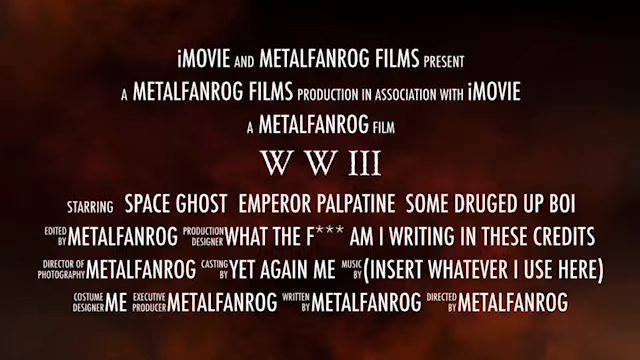 iMOVIE AND METALFANROG FILMS PRESENT
A METALFANROG FILMS PRODUCTION IN ASSOCIATION WITH iMOVIE
A METALFANROG FILM
W W III
STARRING SPACE GHOST EMPEROR PALPATINE SOME DRUGED UP BOI
EDITED BY METALFANROG PRODUCTION DESIGNER WHAT THE F*** AM I WRITING IN THESE CREDITS
DIRECTOR OF PHOTOGRAPHY METALFANROG CASTING BY YET AGAIN ME MUSIC BY (INSERT WHATEVER I USE HERE)
COSTUME DESIGNER ME EXECUTIVE PRODUCER METALFANROG WRITTEN BY METALFANROG DIRECTED BY METALFANROG